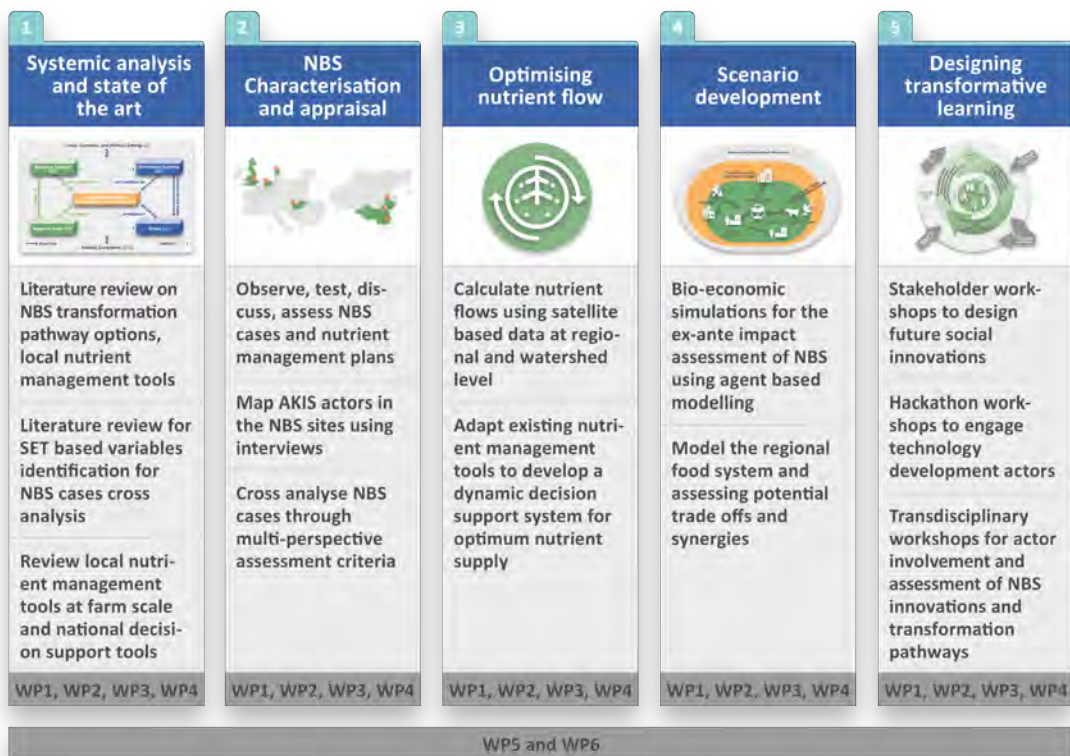 1
Systemic analysis
and state of
the art
Literature review on
NBS transformation
pathway options,
local nutrient
management tools
Literature review for
SET based variables
identification for
NBS cases cross
analysis
Review local nutri-
ent management
tools at farm scale
and national decisi-
on support tools
WP1, WP2, WP3, WP4
2
NBS
Characterisation
and appraisal
Observe, test, dis-
cuss, assess NBS
cases and nutrient
management plans
Map AKIS actors in
the NBS sites using
interviews
Cross analyse NBS
cases through
multi-perspective
assessment criteria
WP1, WP2, WP3, WP4
3
Optimising
nutrient flow
Calculate nutrient
flows using satellite
based data at regio-
nal and watershed
level
Adapt existing nutri-
ent management
tools to develop a
dynamic decision
support system for
optimum nutrient
supply
WP1, WP2, WP3, WP4
4
Scenario
development
Bio-economic
simulations for the
ex-ante impact
assessment of NBS
using agent based
modelling
Model the regional
food system and
assessing potential
trade offs and
synergies
WP1, WP2, WP3, WP4
5
Designing
transformative
learning
Stakeholder work-
shops to design
future social
innovations
Hackathon work-
shops to engage
technology
development actors
Transdisciplinary
workshops for actor
involvement and
assessment of NBS
innovations and
transformation
pathways
WP1, WP2, WP3, WP4
WP5 and WP6